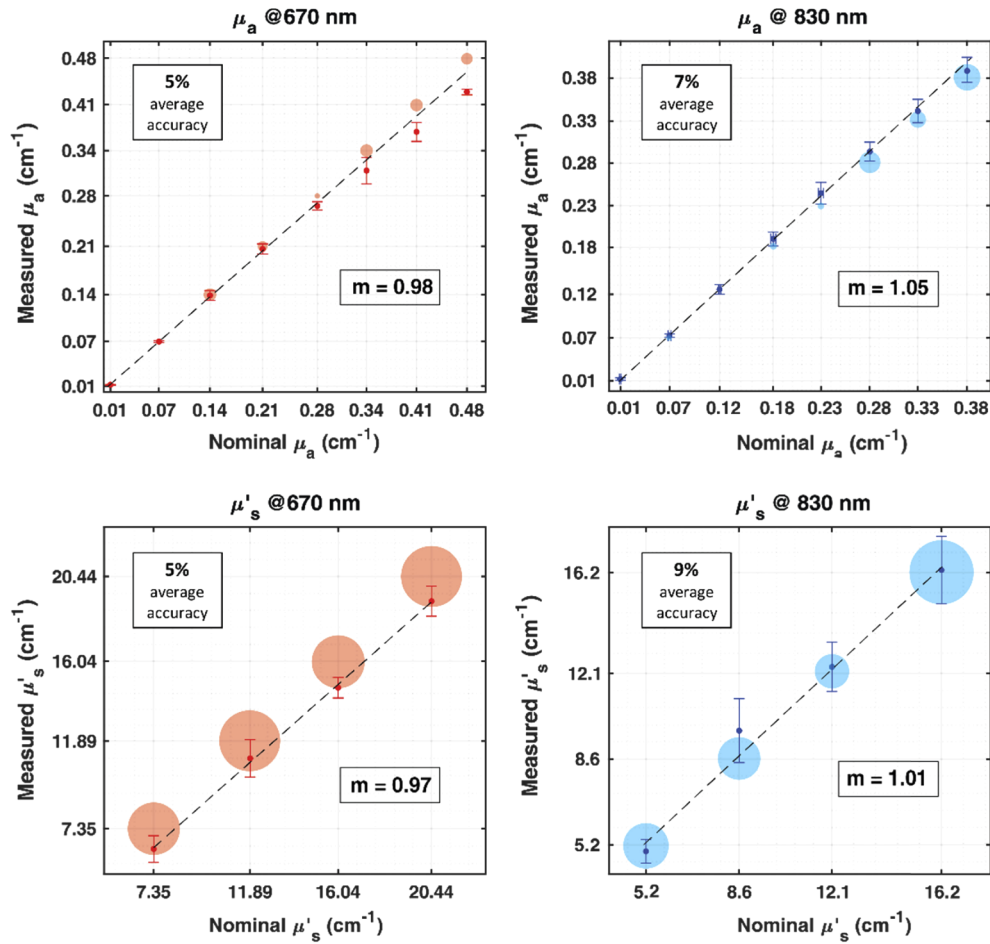 μa @670 nm
5%
average
accuracy
m = 0.98
Measured μa (cm-1)
0.48
0.41
0.34
0.28
0.21
0.14
0.07
0.01
0.01 0.07 0.14 0.21 0.28 0.34 0.41 0.48
Nominal μa (cm-1)
μa @ 830 nm
7%
average
accuracy
m = 1.05
Measured μa (cm-1)
0.38
0.33
0.28
0.23
0.18
0.12
0.07
0.01
0.01 0.07 0.12 0.18 0.23 0.28 0.33 0.38
Nominal μa (cm-1)
μ's @670 nm
5%
average
accuracy
m = 0.97
Measured μ's (cm-1)
20.44
16.04
11.89
7.35
7.35 11.89 16.04 20.44
Nominal μ's (cm-1)
μ's @ 830 nm
9%
average
accuracy
m = 1.01
Measured μ's (cm-1)
16.2
12.1
8.6
5.2
5.2 8.6 12.1 16.2
Nominal μ's (cm-1)